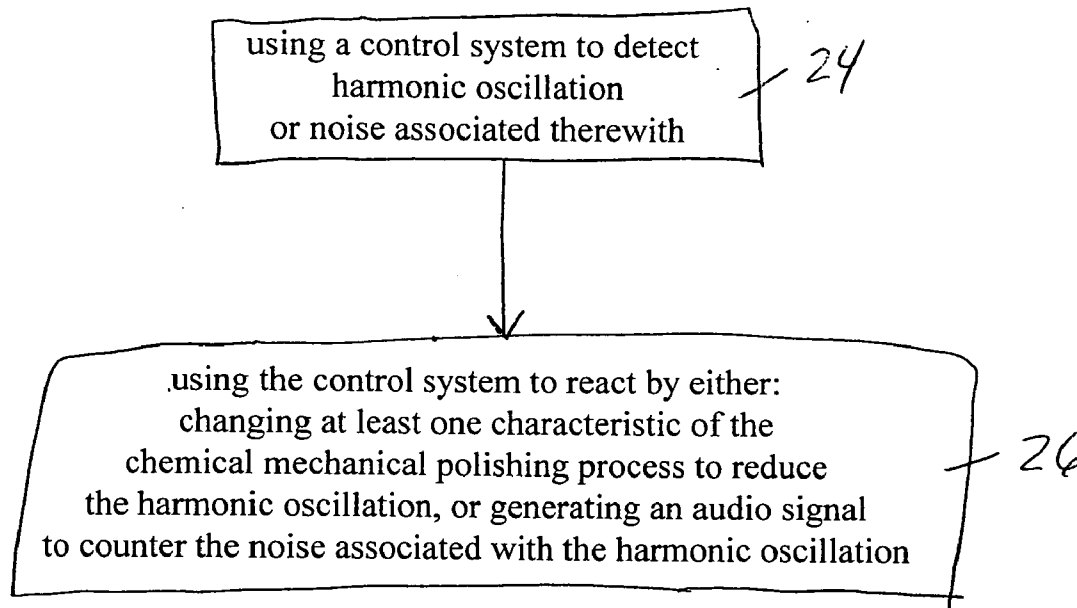 using a control system to detect
harmonic oscillation
or noise associated therewith
24
using the control system to react by either:
changing at least one characteristic of the
chemical mechanical polishing process to reduce
the harmonic oscillation, or generating an audio signal
to counter the noise associated with the harmonic oscillation
26